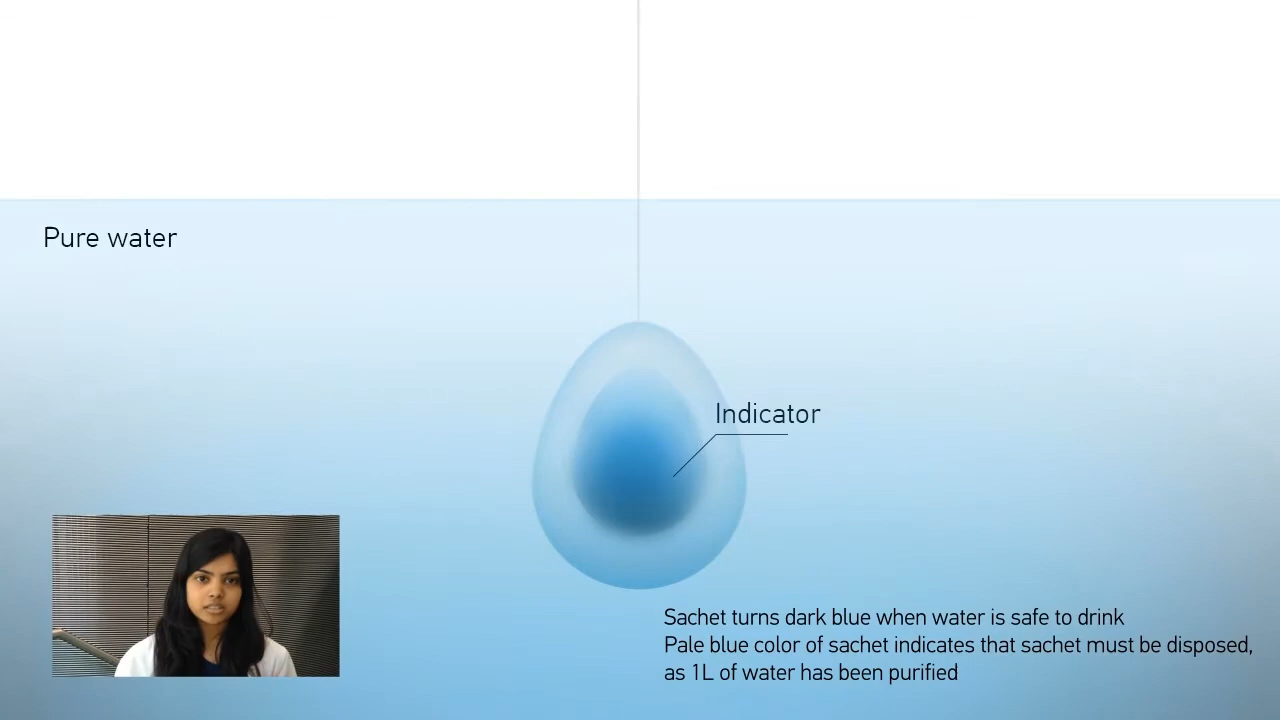 Pure water
Indicator
Sachet turns dark blue when water is safe to drink
Pale blue color of sachet indicates that sachet must be disposed,
as 1L of water has been purified